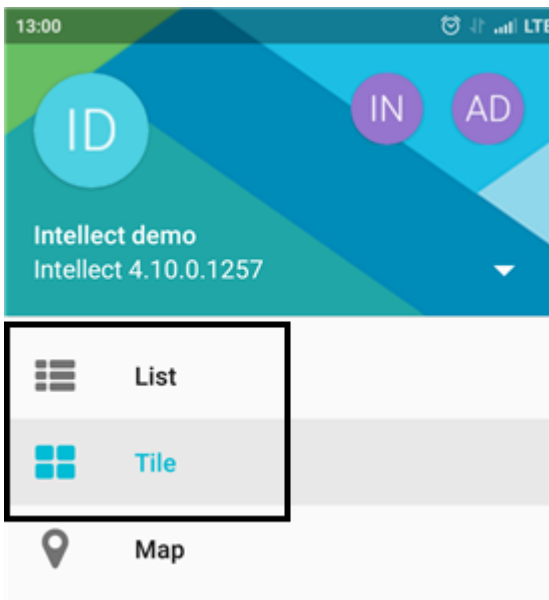 13:00 LTE
ID IN AD
Intellect demo
Intellect 4.10.0.1257
List
Tile
Map